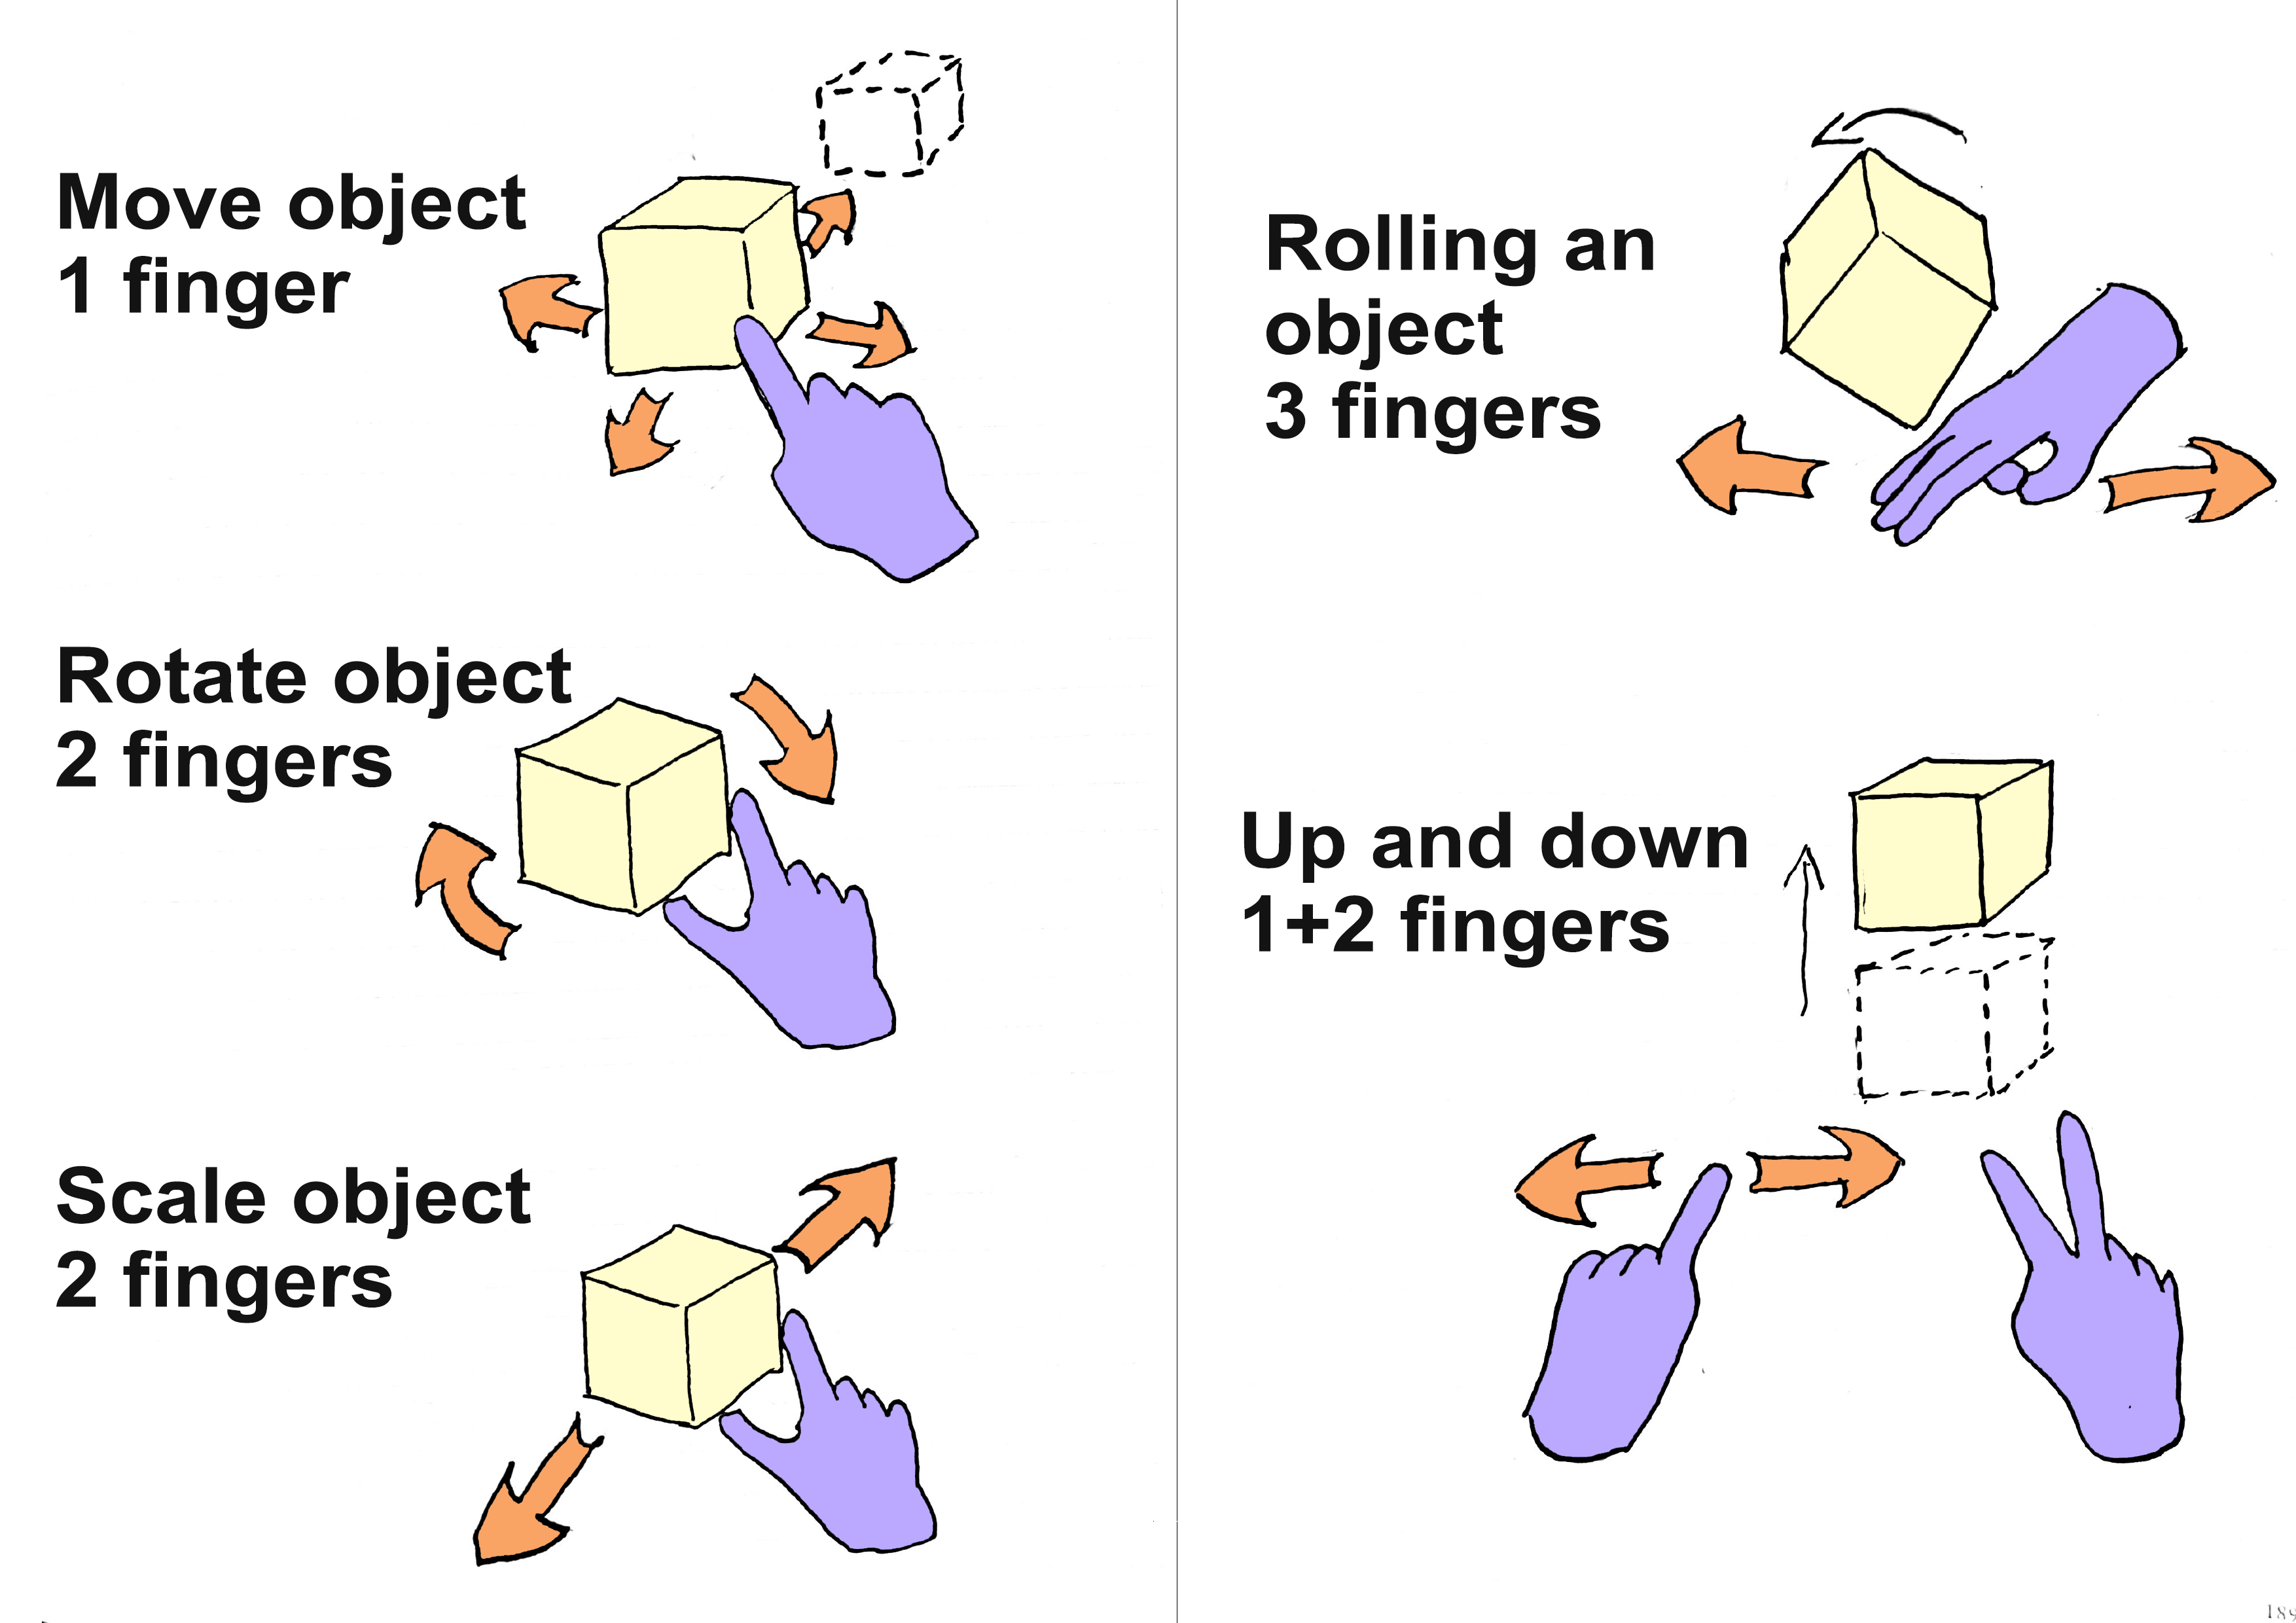 Move object
1 finger
Rotate object
2 fingers
Scale object
2 fingers
Rolling an
object
3 fingers
Up and down
1+2 fingers